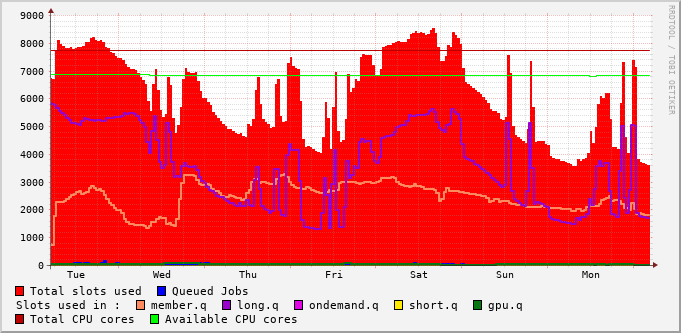 9000
8000
7000
6000
5000
4000
3000
2000
1000
0
Tue Wed Thu Fri Sat Sun Mon
RRDTOOL / TOBI OETIKER
Total slots used Queued Jobs
Slots used in : member.q long.q ondemand.q short.q gpu.q
Total CPU cores Available CPU cores